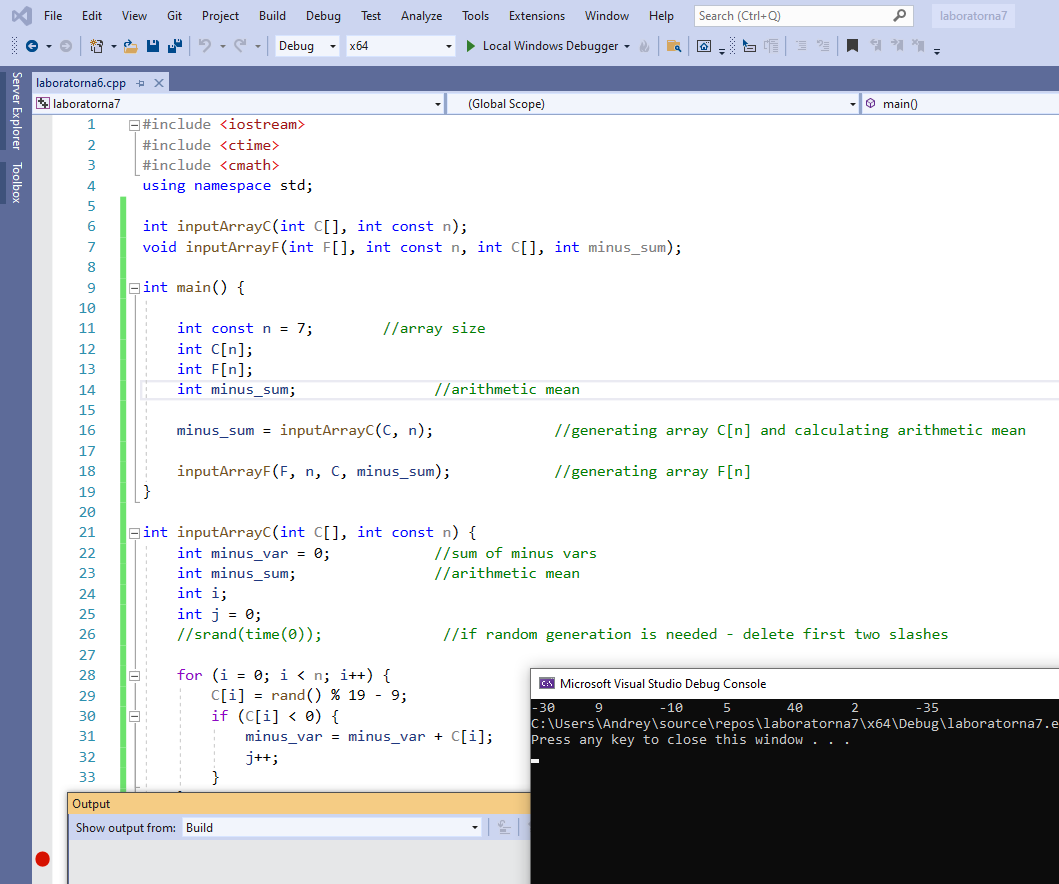 File Edit View Git Project Build Debug Test Analyze Tools Extensions Window Help Search (Ctrl+Q) laboratorna7
Debug x64 Local Windows Debugger
Server Explorer
Toolbox
laboratorna6.cpp
laboratorna7 (Global Scope) main()
1 #include <iostream>
2 #include <ctime>
3 #include <cmath>
4 using namespace std;
5
6 int inputArrayC(int C[], int const n);
7 void inputArrayF(int F[], int const n, int C[], int minus_sum);
8
9 int main() {
10
11 int const n = 7; //array size
12 int C[n];
13 int F[n];
14 int minus_sum; //arithmetic mean
15
16 minus_sum = inputArrayC(C, n); //generating array C[n] and calculating arithmetic mean
17
18 inputArrayF(F, n, C, minus_sum); //generating array F[n]
19 }
20
21 int inputArrayC(int C[], int const n) {
22 int minus_var = 0; //sum of minus vars
23 int minus_sum; //arithmetic mean
24 int i;
25 int j = 0;
26 //srand(time(0)); //if random generation is needed - delete first two slashes
27
28 for (i = 0; i < n; i++) {
29 C[i] = rand() % 19 - 9;
30 if (C[i] < 0) {
31 minus_var = minus_var + C[i];
32 j++;
33 }
Output
Show output from: Build
Microsoft Visual Studio Debug Console
-30 9 -10 5 40 2 -35
C:\Users\Andrey\source\repos\laboratorna7\x64\Debug\laboratorna7.e
Press any key to close this window . . .